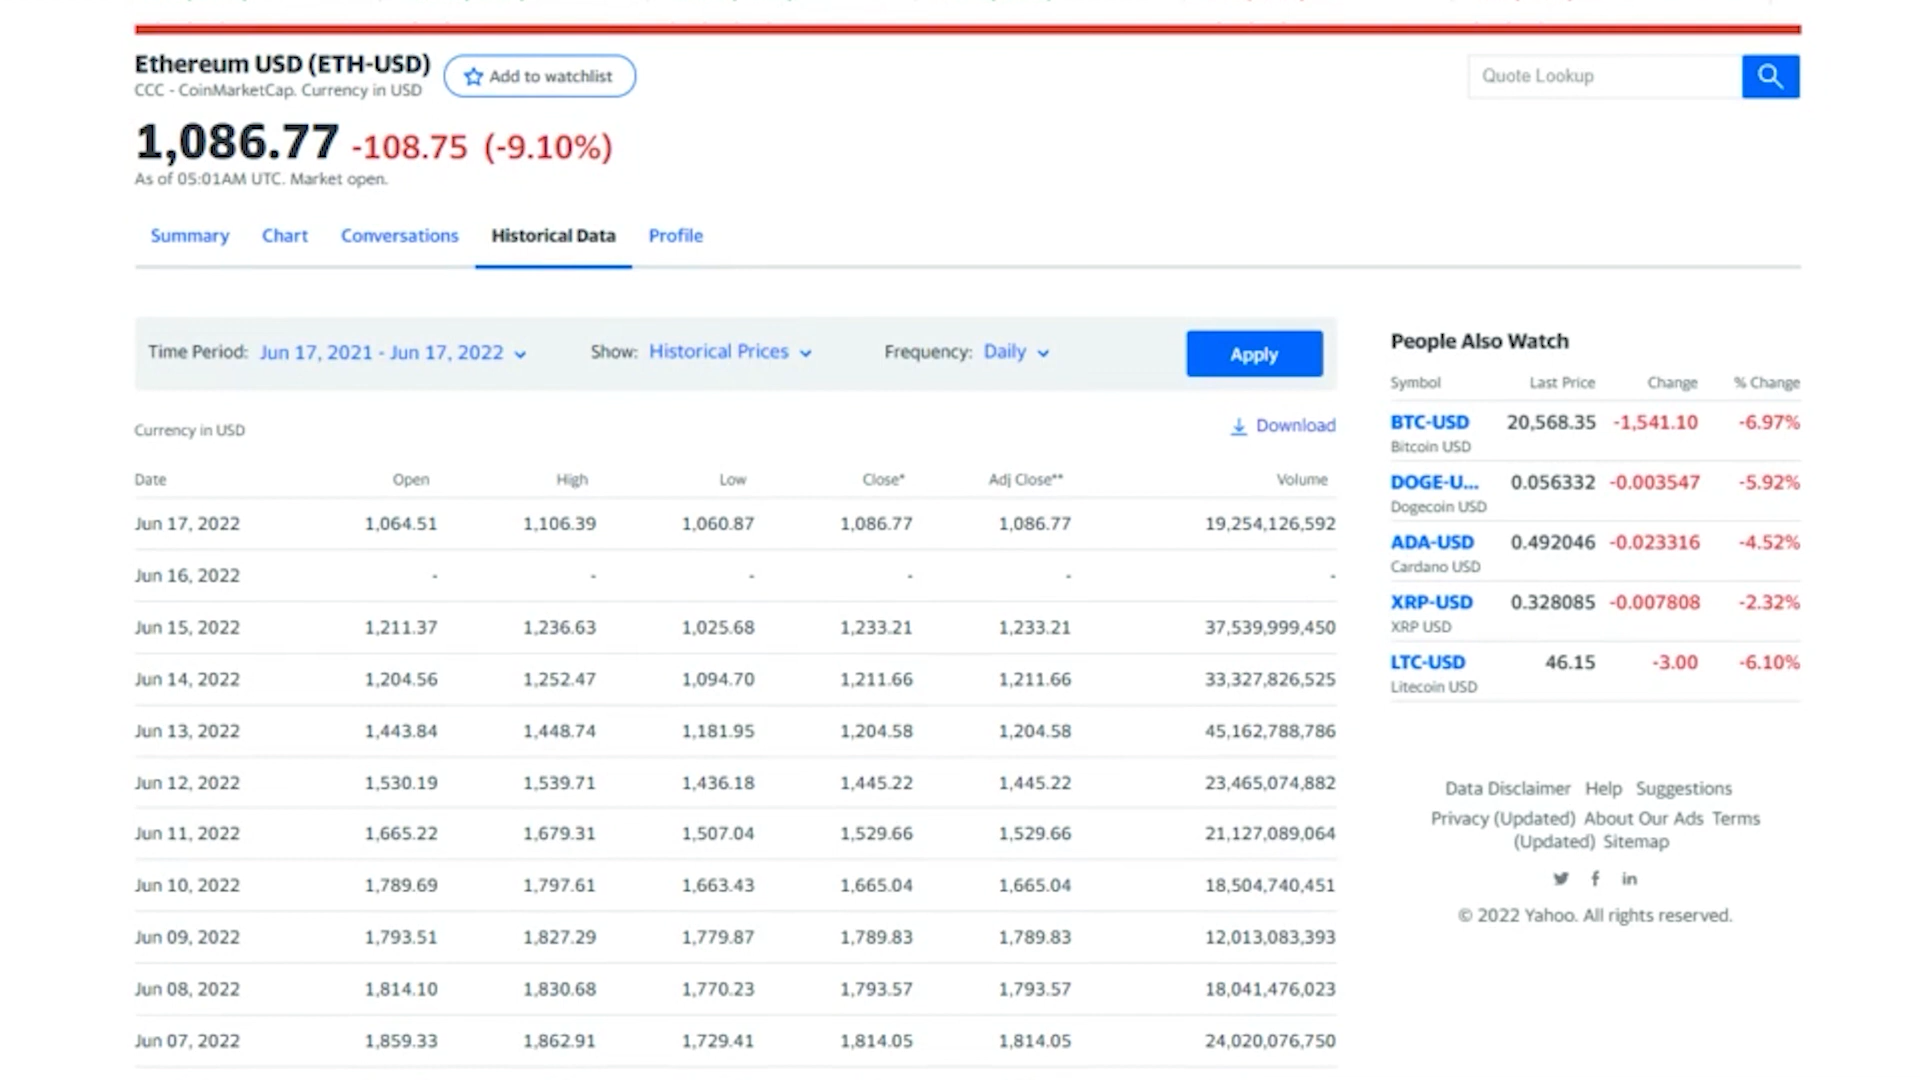 Ethereum USD (ETH-USD)
Add to watchlist
Quote Lookup
CCC - CoinMarketCap. Currency in USD
1,086.77 -108.75 (-9.10%)
As of 05:01AM UTC. Market open.
Summary Chart Conversations Historical Data Profile
Time Period: Jun 17, 2021 - Jun 17, 2022 Show: Historical Prices Frequency: Daily Apply
Currency in USD Download
Date Open High Low Close* Adj Close** Volume
Jun 17, 2022 1,064.51 1,106.39 1,060.87 1,086.77 1,086.77 19,254,126,592
Jun 16, 2022 - - - - - -
Jun 15, 2022 1,211.37 1,236.63 1,025.68 1,233.21 1,233.21 37,539,999,450
Jun 14, 2022 1,204.56 1,252.47 1,094.70 1,211.66 1,211.66 33,327,826,525
Jun 13, 2022 1,443.84 1,448.74 1,181.95 1,204.58 1,204.58 45,162,788,786
Jun 12, 2022 1,530.19 1,539.71 1,436.18 1,445.22 1,445.22 23,465,074,882
Jun 11, 2022 1,665.22 1,679.31 1,507.04 1,529.66 1,529.66 21,127,089,064
Jun 10, 2022 1,789.69 1,797.61 1,663.43 1,665.04 1,665.04 18,504,740,451
Jun 09, 2022 1,793.51 1,827.29 1,779.87 1,789.83 1,789.83 12,013,083,393
Jun 08, 2022 1,814.10 1,830.68 1,770.23 1,793.57 1,793.57 18,041,476,023
Jun 07, 2022 1,859.33 1,862.91 1,729.41 1,814.05 1,814.05 24,020,076,750
People Also Watch
Symbol Last Price Change % Change
BTC-USD 20,568.35 -1,541.10 -6.97%
Bitcoin USD
DOGE-U... 0.056332 -0.003547 -5.92%
Dogecoin USD
ADA-USD 0.492046 -0.023316 -4.52%
Cardano USD
XRP-USD 0.328085 -0.007808 -2.32%
XRP USD
LTC-USD 46.15 -3.00 -6.10%
Litecoin USD
Data Disclaimer Help Suggestions
Privacy (Updated) About Our Ads Terms
(Updated) Sitemap
© 2022 Yahoo. All rights reserved.